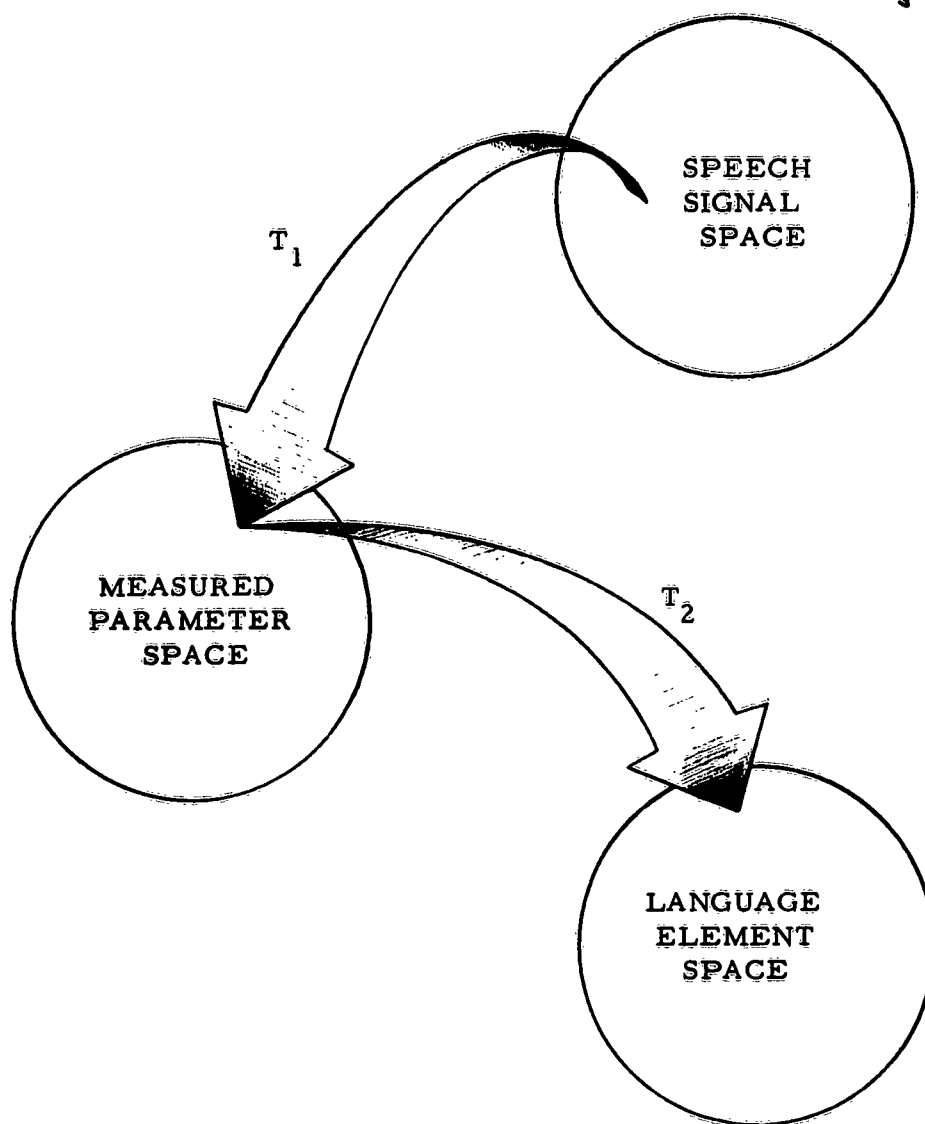 SPEECH
SIGNAL
SPACE
T₁
MEASURED
PARAMETER
SPACE
T₂
LANGUAGE
ELEMENT
SPACE